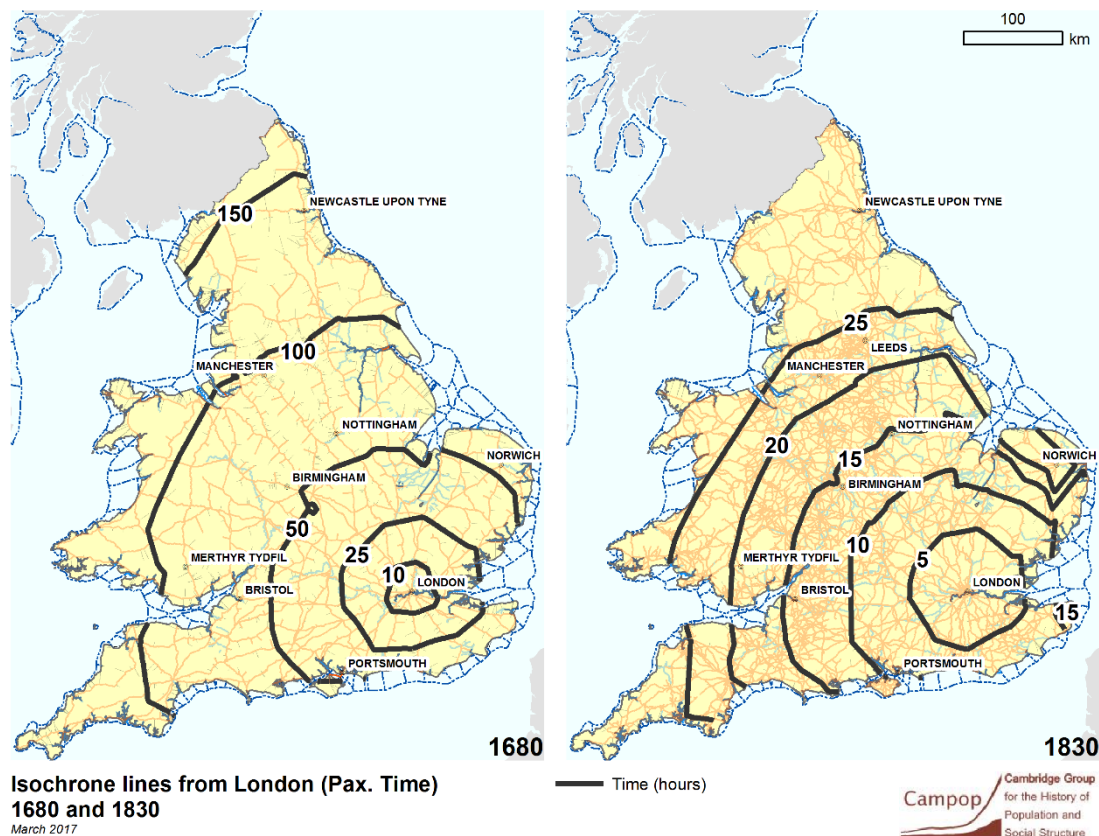 100
km
NEWCASTLE UPON TYNE
150
100
MANCHESTER
NOTTINGHAM
NORWICH
BIRMINGHAM
50
25
MERTHYR TYDFIL
10
LONDON
BRISTOL
PORTSMOUTH
1680
NEWCASTLE UPON TYNE
25
LEEDS
MANCHESTER
NOTTINGHAM
20
15
NORWICH
BIRMINGHAM
10
5
MERTHYR TYDFIL
LONDON
BRISTOL
15
PORTSMOUTH
1830
Isochrone lines from London (Pax. Time)
1680 and 1830
March 2017
Time (hours)
Campop
Cambridge Group
for the History of
Population and
Social Structure